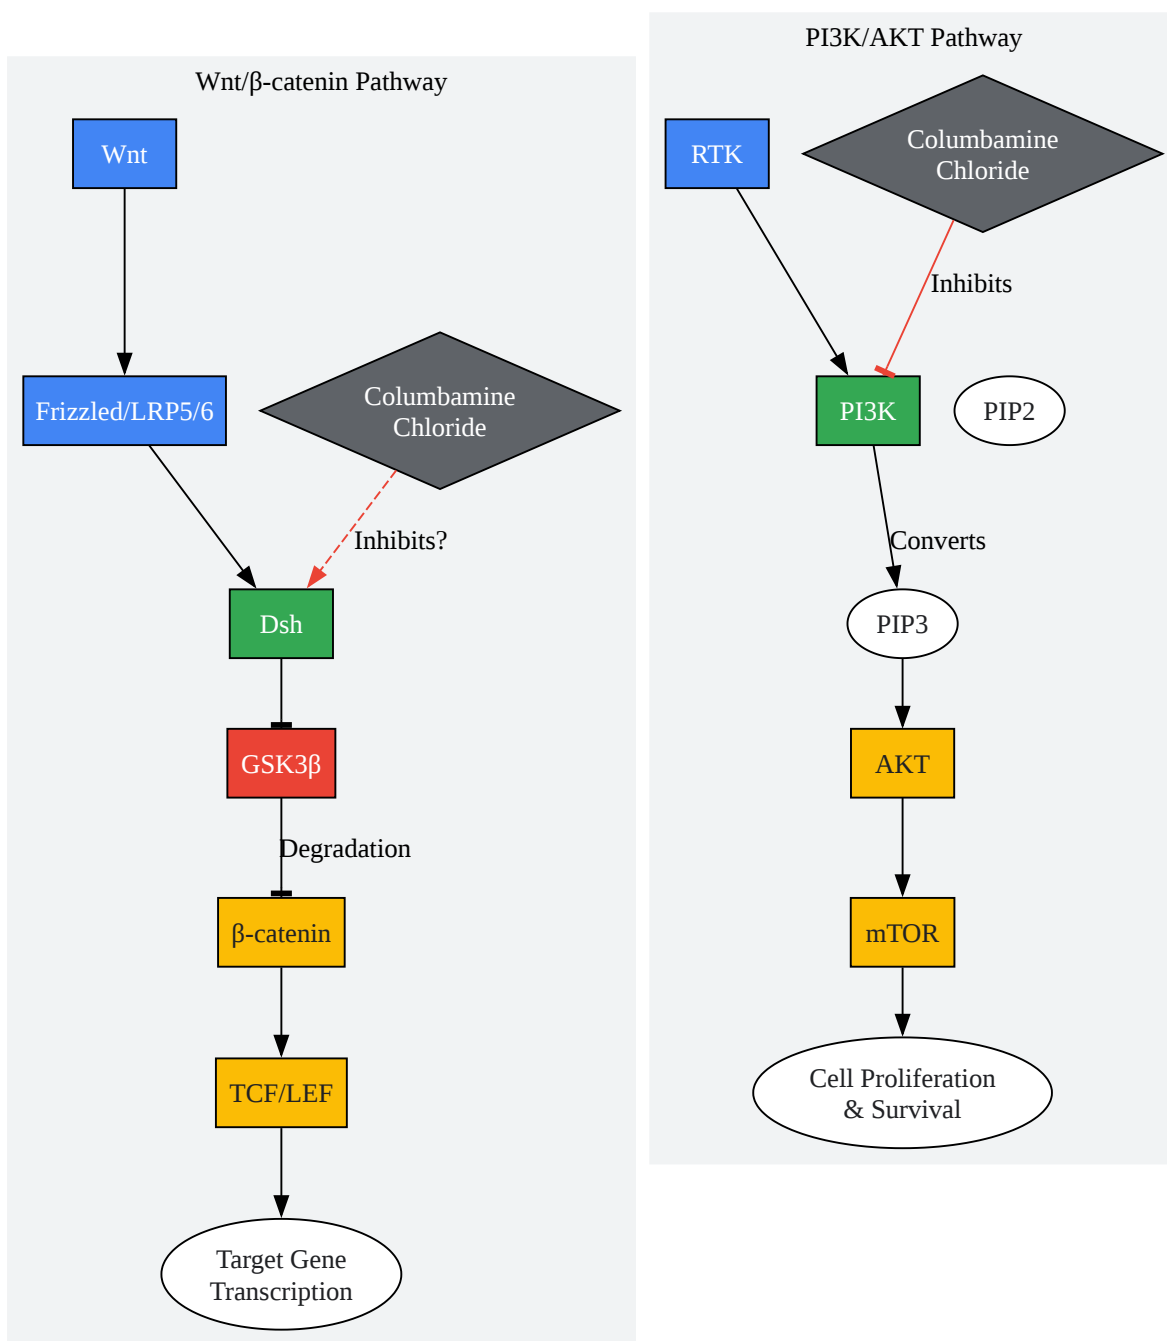 Wnt/β-catenin Pathway
Wnt
Frizzled/LRP5/6
Columbamine
Chloride
Inhibits?
Dsh
GSK3β
Degradation
β-catenin
TCF/LEF
Target Gene
Transcription
PI3K/AKT Pathway
RTK
Columbamine
Chloride
Inhibits
PI3K
PIP2
Converts
PIP3
AKT
mTOR
Cell Proliferation
& Survival